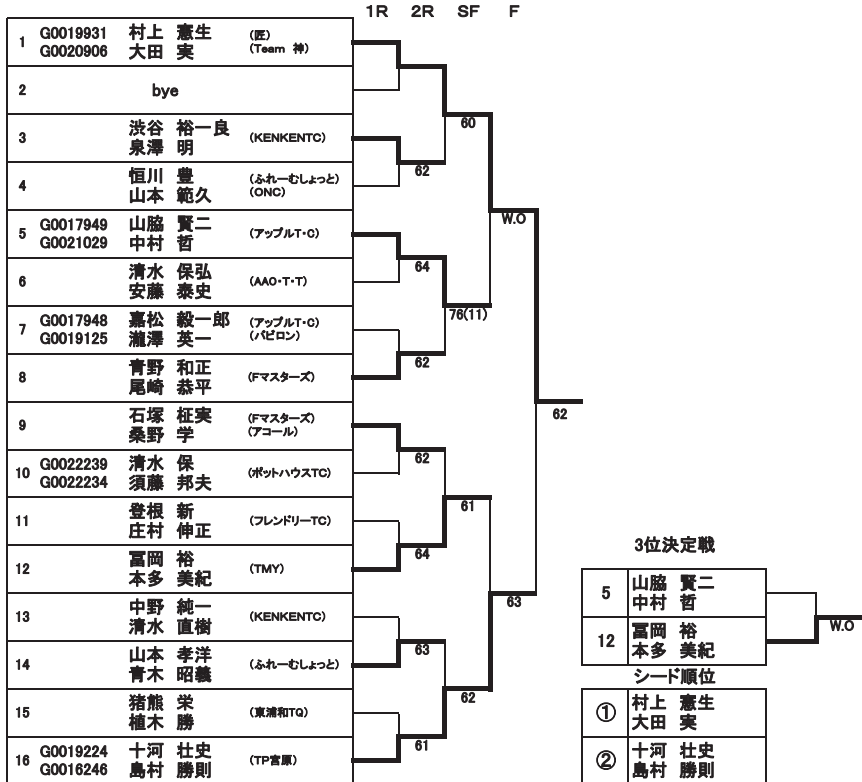 1R 2R SF F
1 G0019931 村上 憲生 (匠)
G0020906 大田 実 (Team 神)
2 bye
3 渋谷 裕一良 (KENKENTC)
泉澤 明
4 恒川 豊 (ふれーむしょっと)
山本 範久 (ONC)
5 G0017949 山脇 賢二 (アップルT・C)
G0021029 中村 哲
6 清水 保弘 (AAO・T・T)
安藤 泰史
7 G0017948 嘉松 毅一郎 (アップルT・C)
G0019125 瀧澤 英一 (バビロン)
8 青野 和正 (Fマスターズ)
尾崎 恭平
9 石塚 柾実 (Fマスターズ)
桑野 学 (アコール)
10 G0022239 清水 保 (ボットハウスTC)
G0022234 須藤 邦夫
11 登根 新 (フレンドリーTC)
庄村 伸正
12 冨岡 裕 (TMY)
本多 美紀
13 中野 純一 (KENKENTC)
清水 直樹
14 山本 孝洋 (ふれーむしょっと)
青木 昭義
15 猪熊 栄 (東浦和TQ)
植木 勝
16 G0019224 十河 壮史 (TP宮原)
G0016246 島村 勝則
62
64
62
62
64
63
61
60
76(11)
61
62
W.O
63
62
3位決定戦
5 山脇 賢二
中村 哲
12 冨岡 裕
本多 美紀
W.O
シード順位
① 村上 憲生
大田 実
② 十河 壮史
島村 勝則